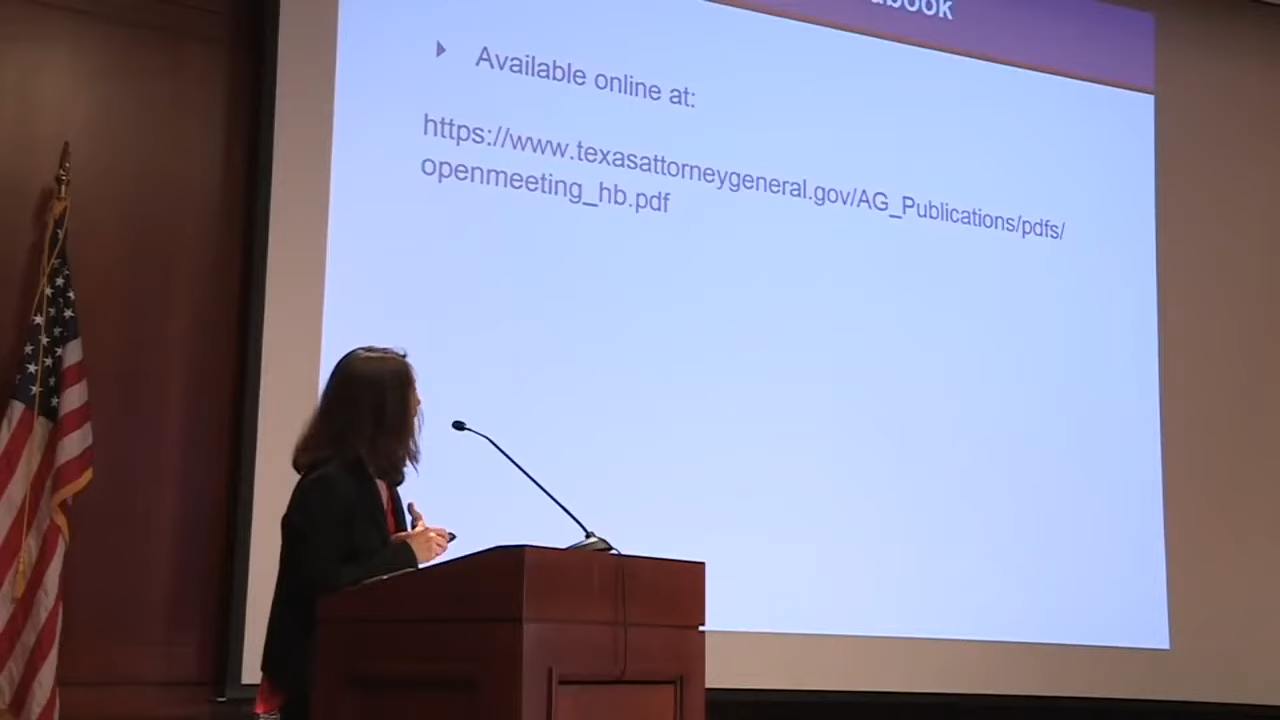 Available online at:
https://www.texasattorneygeneral.gov/AG_Publications/pdfs/
openmeeting_hb.pdf